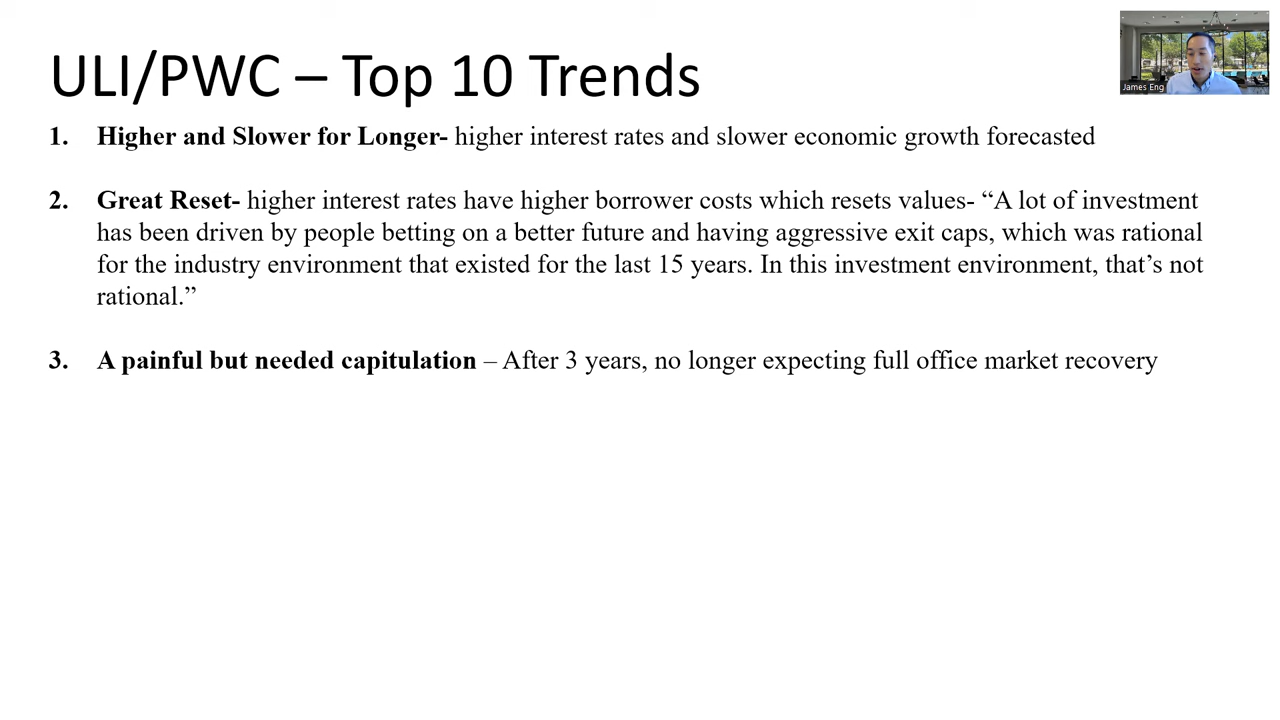 ULI/PWC – Top 10 Trends
James Eng
1. Higher and Slower for Longer- higher interest rates and slower economic growth forecasted
2. Great Reset- higher interest rates have higher borrower costs which resets values- “A lot of investment
has been driven by people betting on a better future and having aggressive exit caps, which was rational
for the industry environment that existed for the last 15 years. In this investment environment, that’s not
rational.”
3. A painful but needed capitulation – After 3 years, no longer expecting full office market recovery